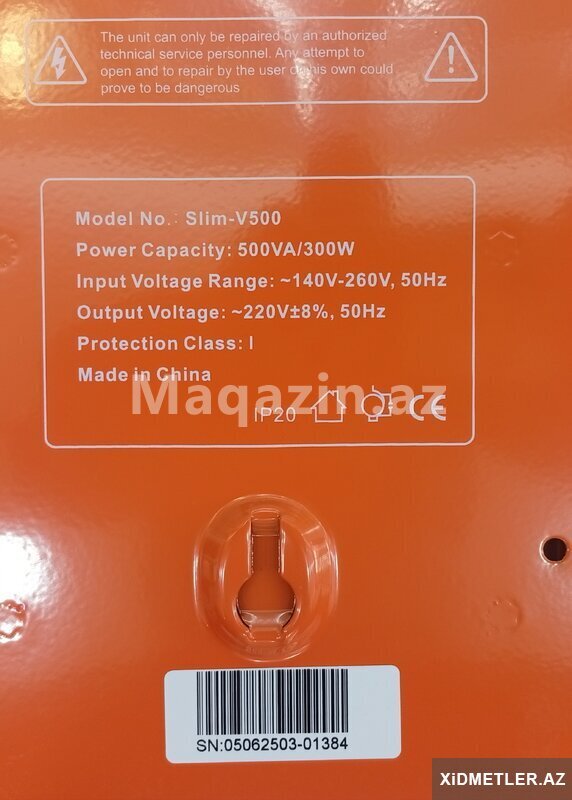 The unit can only be repaired by an authorized
technical service personnel. Any attempt to
open and to repair by the user on his own could
prove to be dangerous
Model No.: Slim-V500
Power Capacity: 500VA/300W
Input Voltage Range: ~140V-260V, 50Hz
Output Voltage: ~220V±8%, 50Hz
Protection Class: I
Made in China
Maqazin.az
IP20 CE
SN:05062503-01384
XiDMETLER.AZ